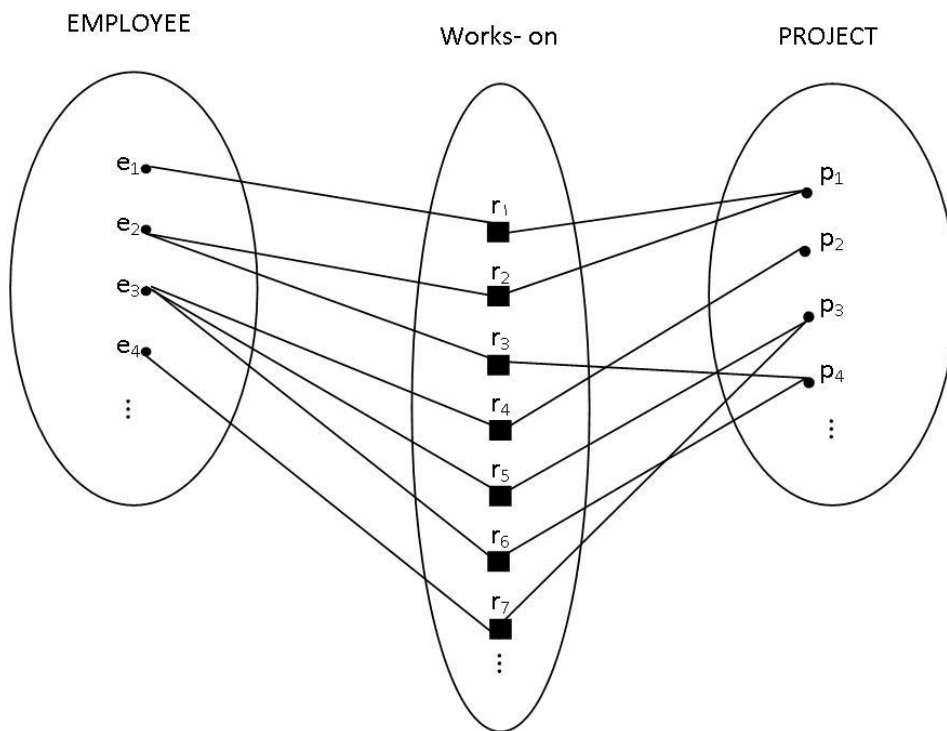 EMPLOYEE
Works- on
PROJECT
e₁
e₂
e₃
e₄
⋮
r₁
r₂
r₃
r₄
r₅
r₆
r₇
⋮
p₁
p₂
p₃
p₄
⋮